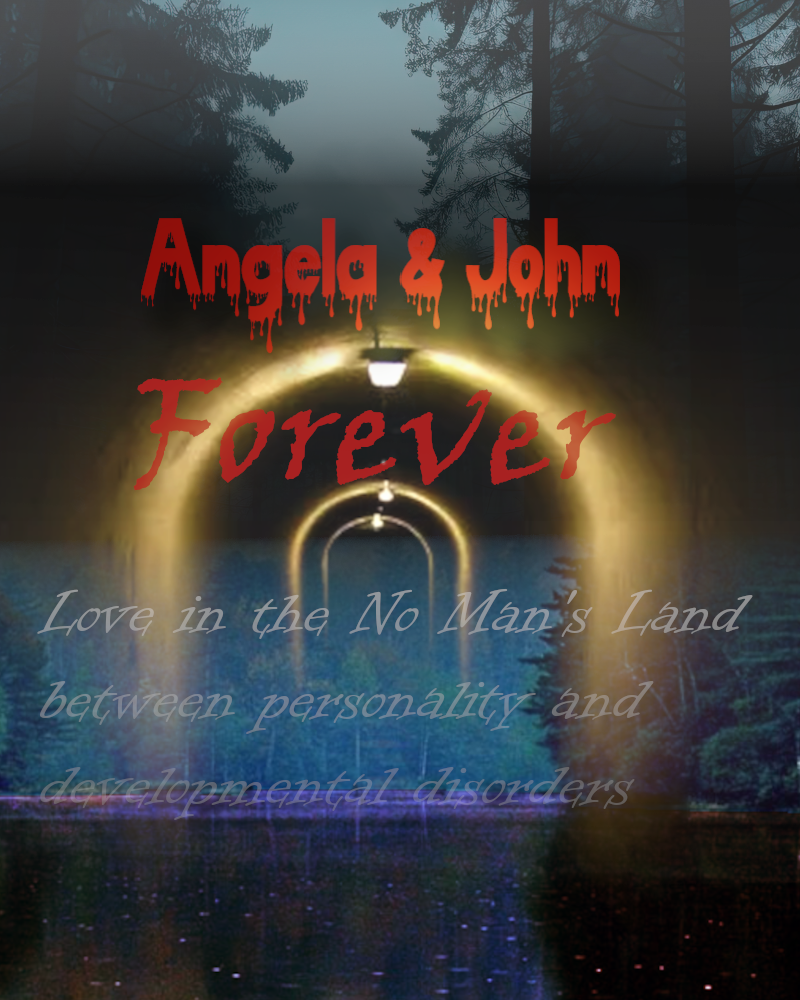 Angela & John
Forever
Love in the No Man's Land
between personality and
developmental disorders